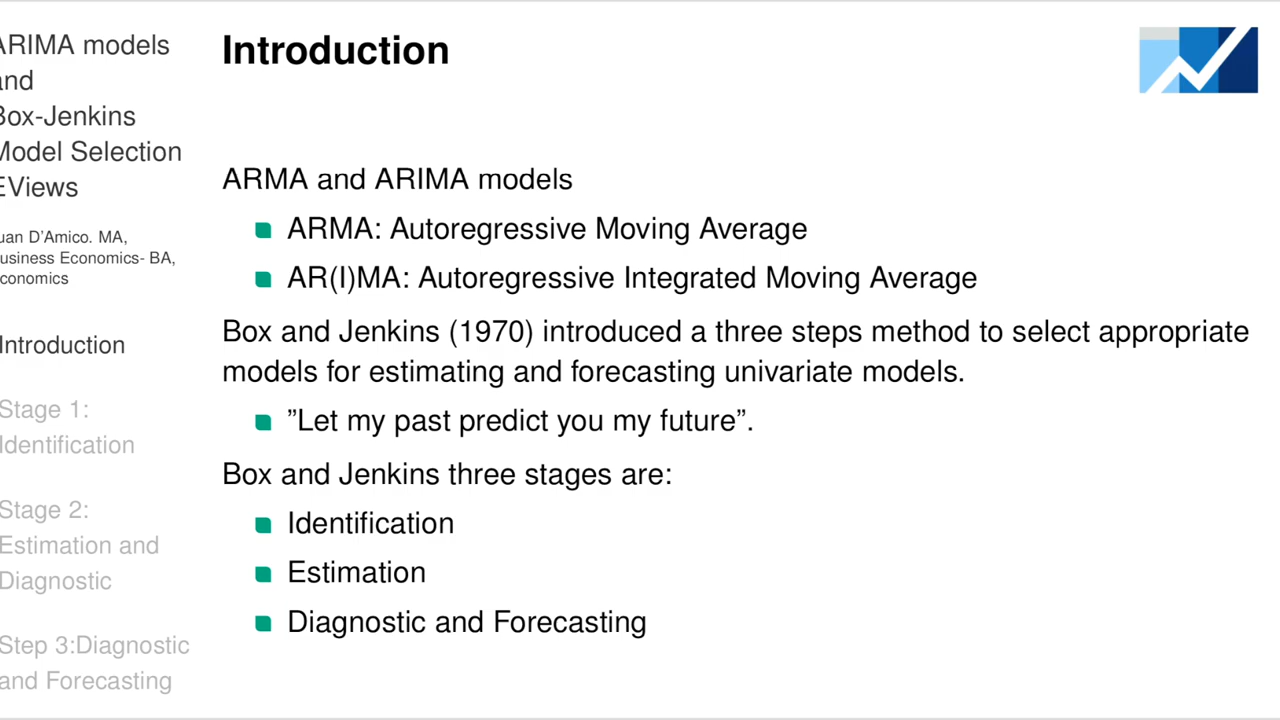 ARIMA models
and
Box-Jenkins
Model Selection
EViews
uan D'Amico. MA,
usiness Economics- BA,
conomics
Introduction
Stage 1:
Identification
Stage 2:
Estimation and
Diagnostic
Step 3:Diagnostic
and Forecasting
Introduction
ARMA and ARIMA models
ARMA: Autoregressive Moving Average
AR(I)MA: Autoregressive Integrated Moving Average
Box and Jenkins (1970) introduced a three steps method to select appropriate
models for estimating and forecasting univariate models.
”Let my past predict you my future”.
Box and Jenkins three stages are:
Identification
Estimation
Diagnostic and Forecasting